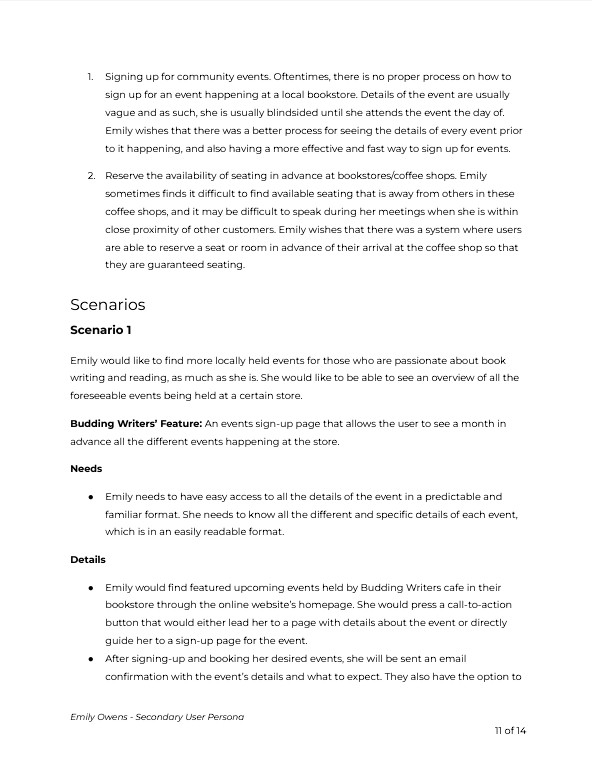 1. Signing up for community events. Oftentimes, there is no proper process on how to
sign up for an event happening at a local bookstore. Details of the event are usually
vague and as such, she is usually blindsided until she attends the event the day of.
Emily wishes that there was a better process for seeing the details of every event prior
to it happening, and also having a more effective and fast way to sign up for events.
2. Reserve the availability of seating in advance at bookstores/coffee shops. Emily
sometimes finds it difficult to find available seating that is away from others in these
coffee shops, and it may be difficult to speak during her meetings when she is within
close proximity of other customers. Emily wishes that there was a system where users
are able to reserve a seat or room in advance of their arrival at the coffee shop so that
they are guaranteed seating.
Scenarios
Scenario 1
Emily would like to find more locally held events for those who are passionate about book
writing and reading, as much as she is. She would like to be able to see an overview of all the
foreseeable events being held at a certain store.
Budding Writers’ Feature: An events sign-up page that allows the user to see a month in
advance all the different events happening at the store.
Needs
● Emily needs to have easy access to all the details of the event in a predictable and
familiar format. She needs to know all the different and specific details of each event,
which is in an easily readable format.
Details
● Emily would find featured upcoming events held by Budding Writers cafe in their
bookstore through the online website’s homepage. She would press a call-to-action
button that would either lead her to a page with details about the event or directly
guide her to a sign-up page for the event.
● After signing-up and booking her desired events, she will be sent an email
confirmation with the event’s details and what to expect. They also have the option to
Emily Owens - Secondary User Persona
11 of 14